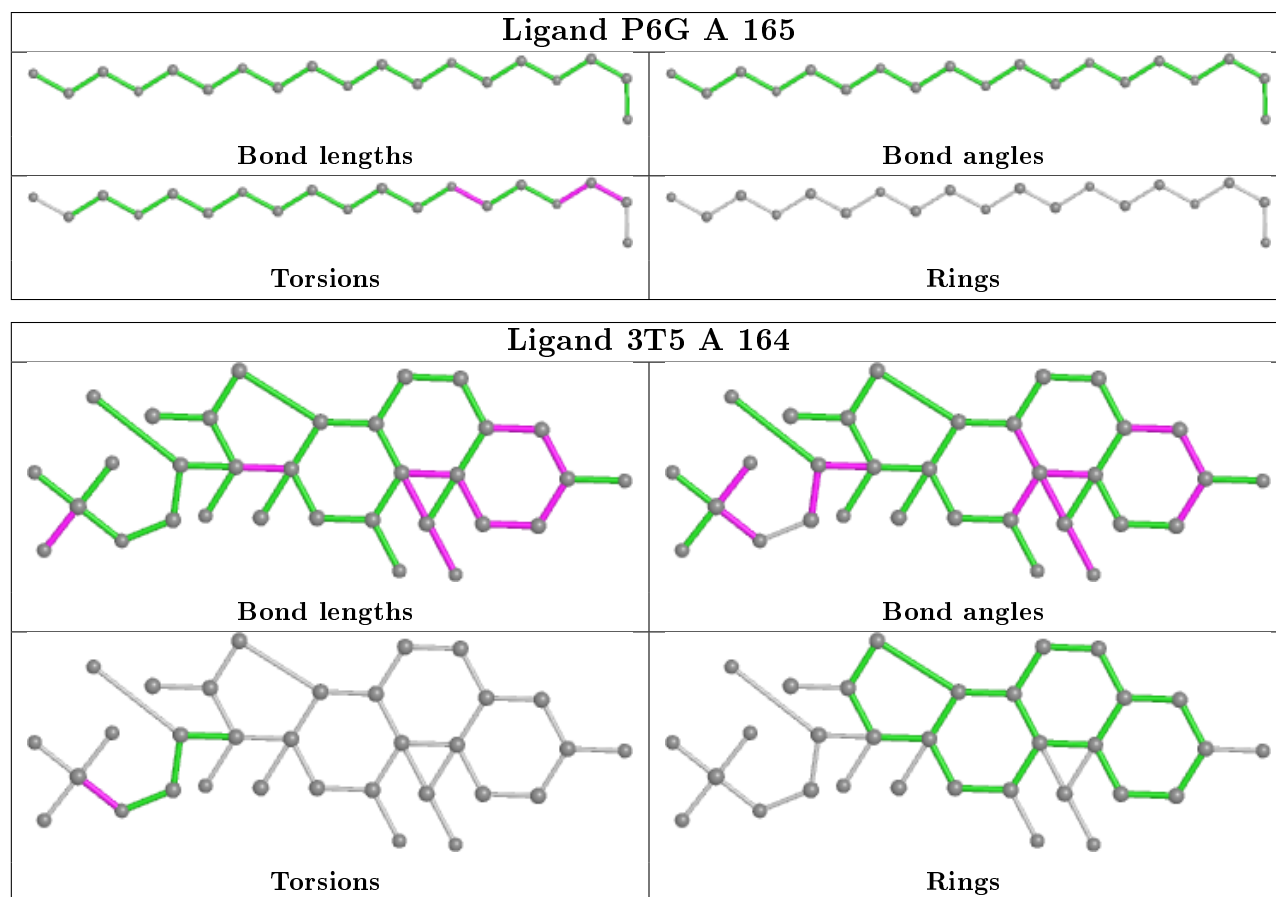 Ligand P6G A 165
Bond lengths
Bond angles
Torsions
Rings
Ligand 3T5 A 164
Bond lengths
Bond angles
Torsions
Rings